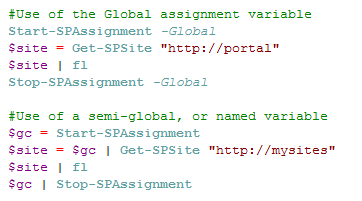 #Use of the Global assignment variable
Start-SPAssignment -Global
$site = Get-SPSite "http://portal"
$site | fl
Stop-SPAssignment -Global

#Use of a semi-global, or named variable
$gc = Start-SPAssignment
$site = $gc | Get-SPSite "http://mysites"
$site | fl
$gc | Stop-SPAssignment